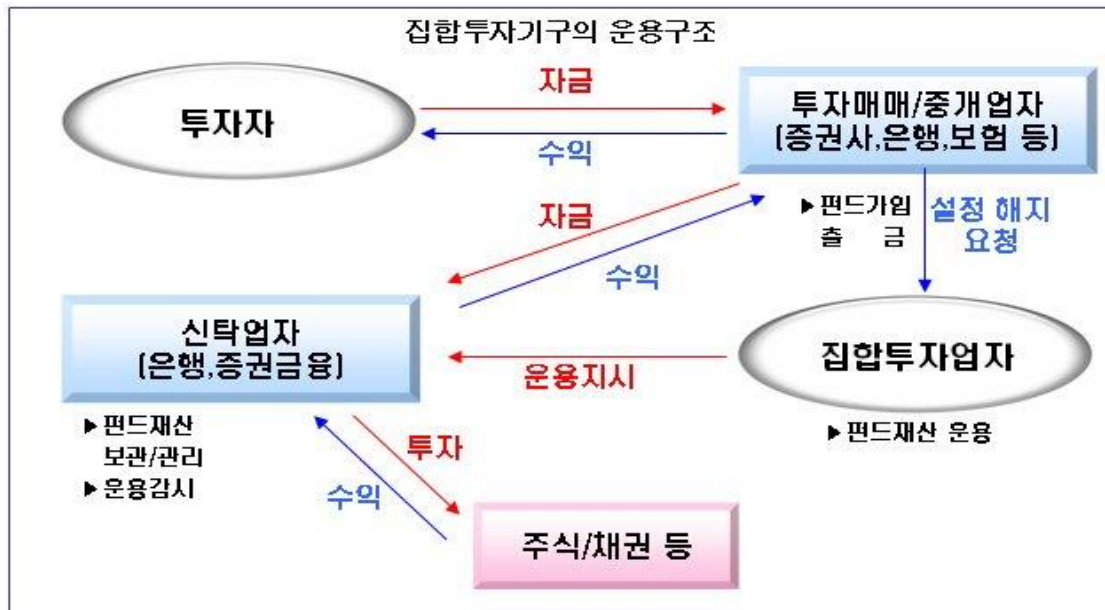 집합투자기구의 운용구조
투자자
자금
수익
투자매매/중개업자
(증권사,은행,보험 등)
자금
수익
▶펀드가입
출 금
설정 해지
요청
신탁업자
(은행,증권금융)
운용지시
집합투자업자
▶펀드재산
보관/관리
▶운용감시
▶펀드재산 운용
투자
수익
주식/채권 등